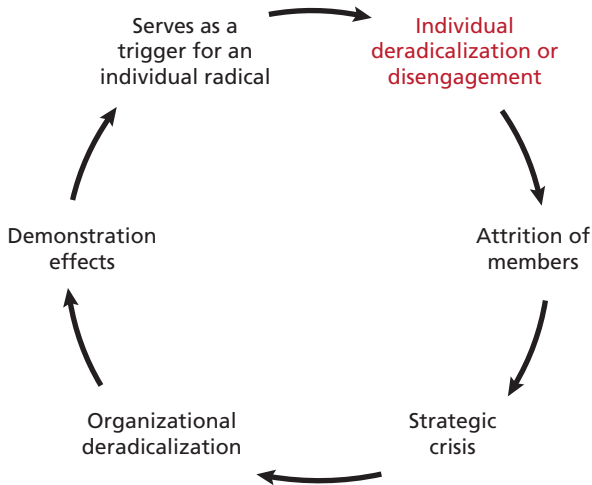 Serves as a
trigger for an
individual radical
Individual
deradicalization or
disengagement
Attrition of
members
Strategic
crisis
Organizational
deradicalization
Demonstration
effects